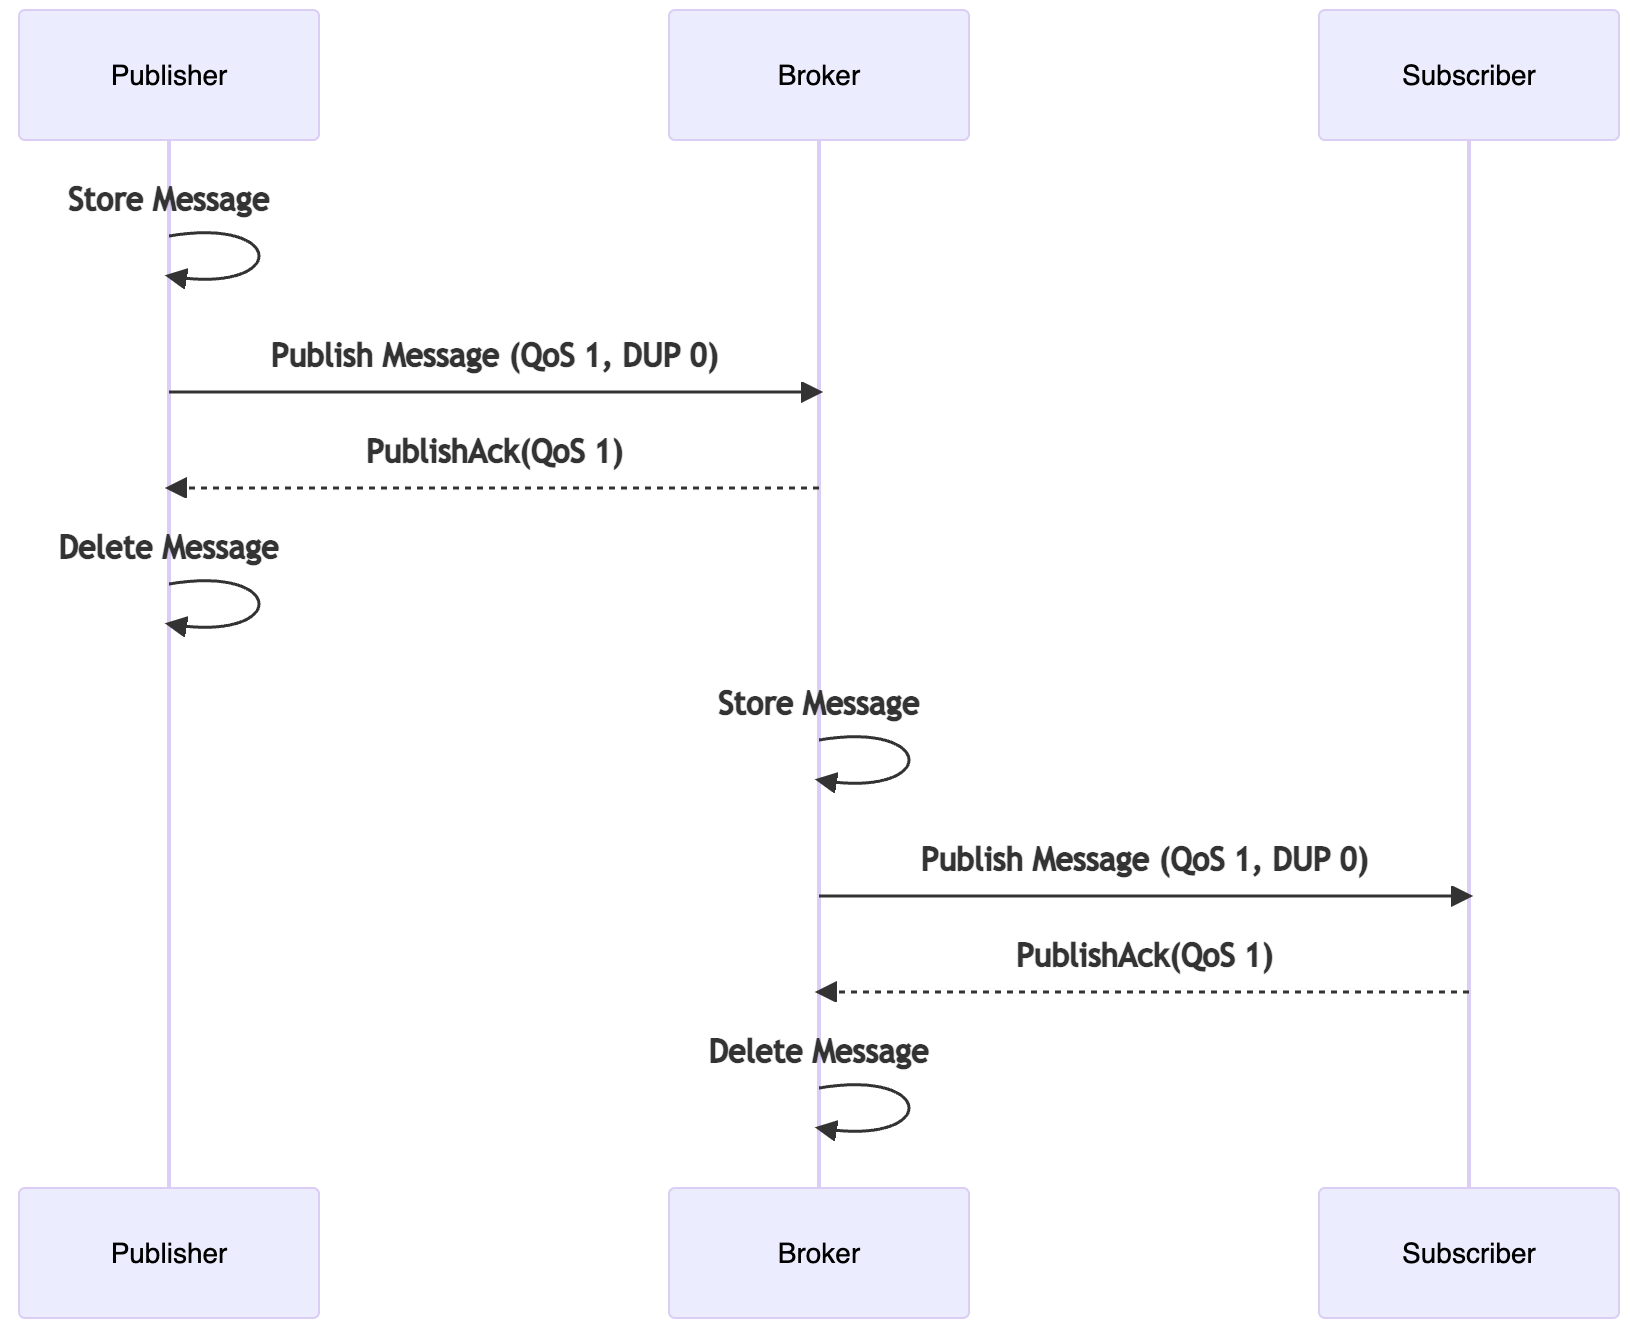 Publisher
Broker
Subscriber
Store Message
Publish Message (QoS 1, DUP 0)
PublishAck(QoS 1)
Delete Message
Store Message
Publish Message (QoS 1, DUP 0)
PublishAck(QoS 1)
Delete Message
Publisher
Broker
Subscriber